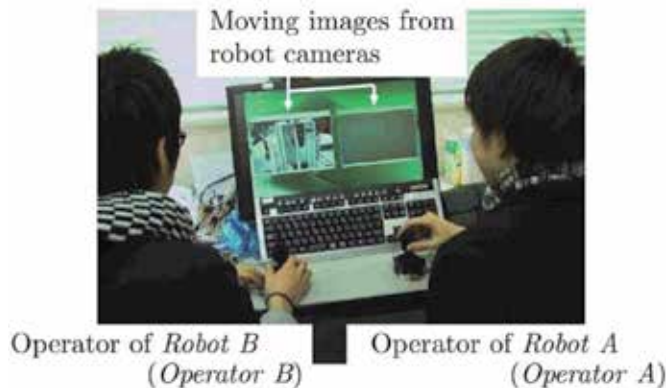 Moving images from
robot cameras
Operator of Robot B
(Operator B)
Operator of Robot A
(Operator A)